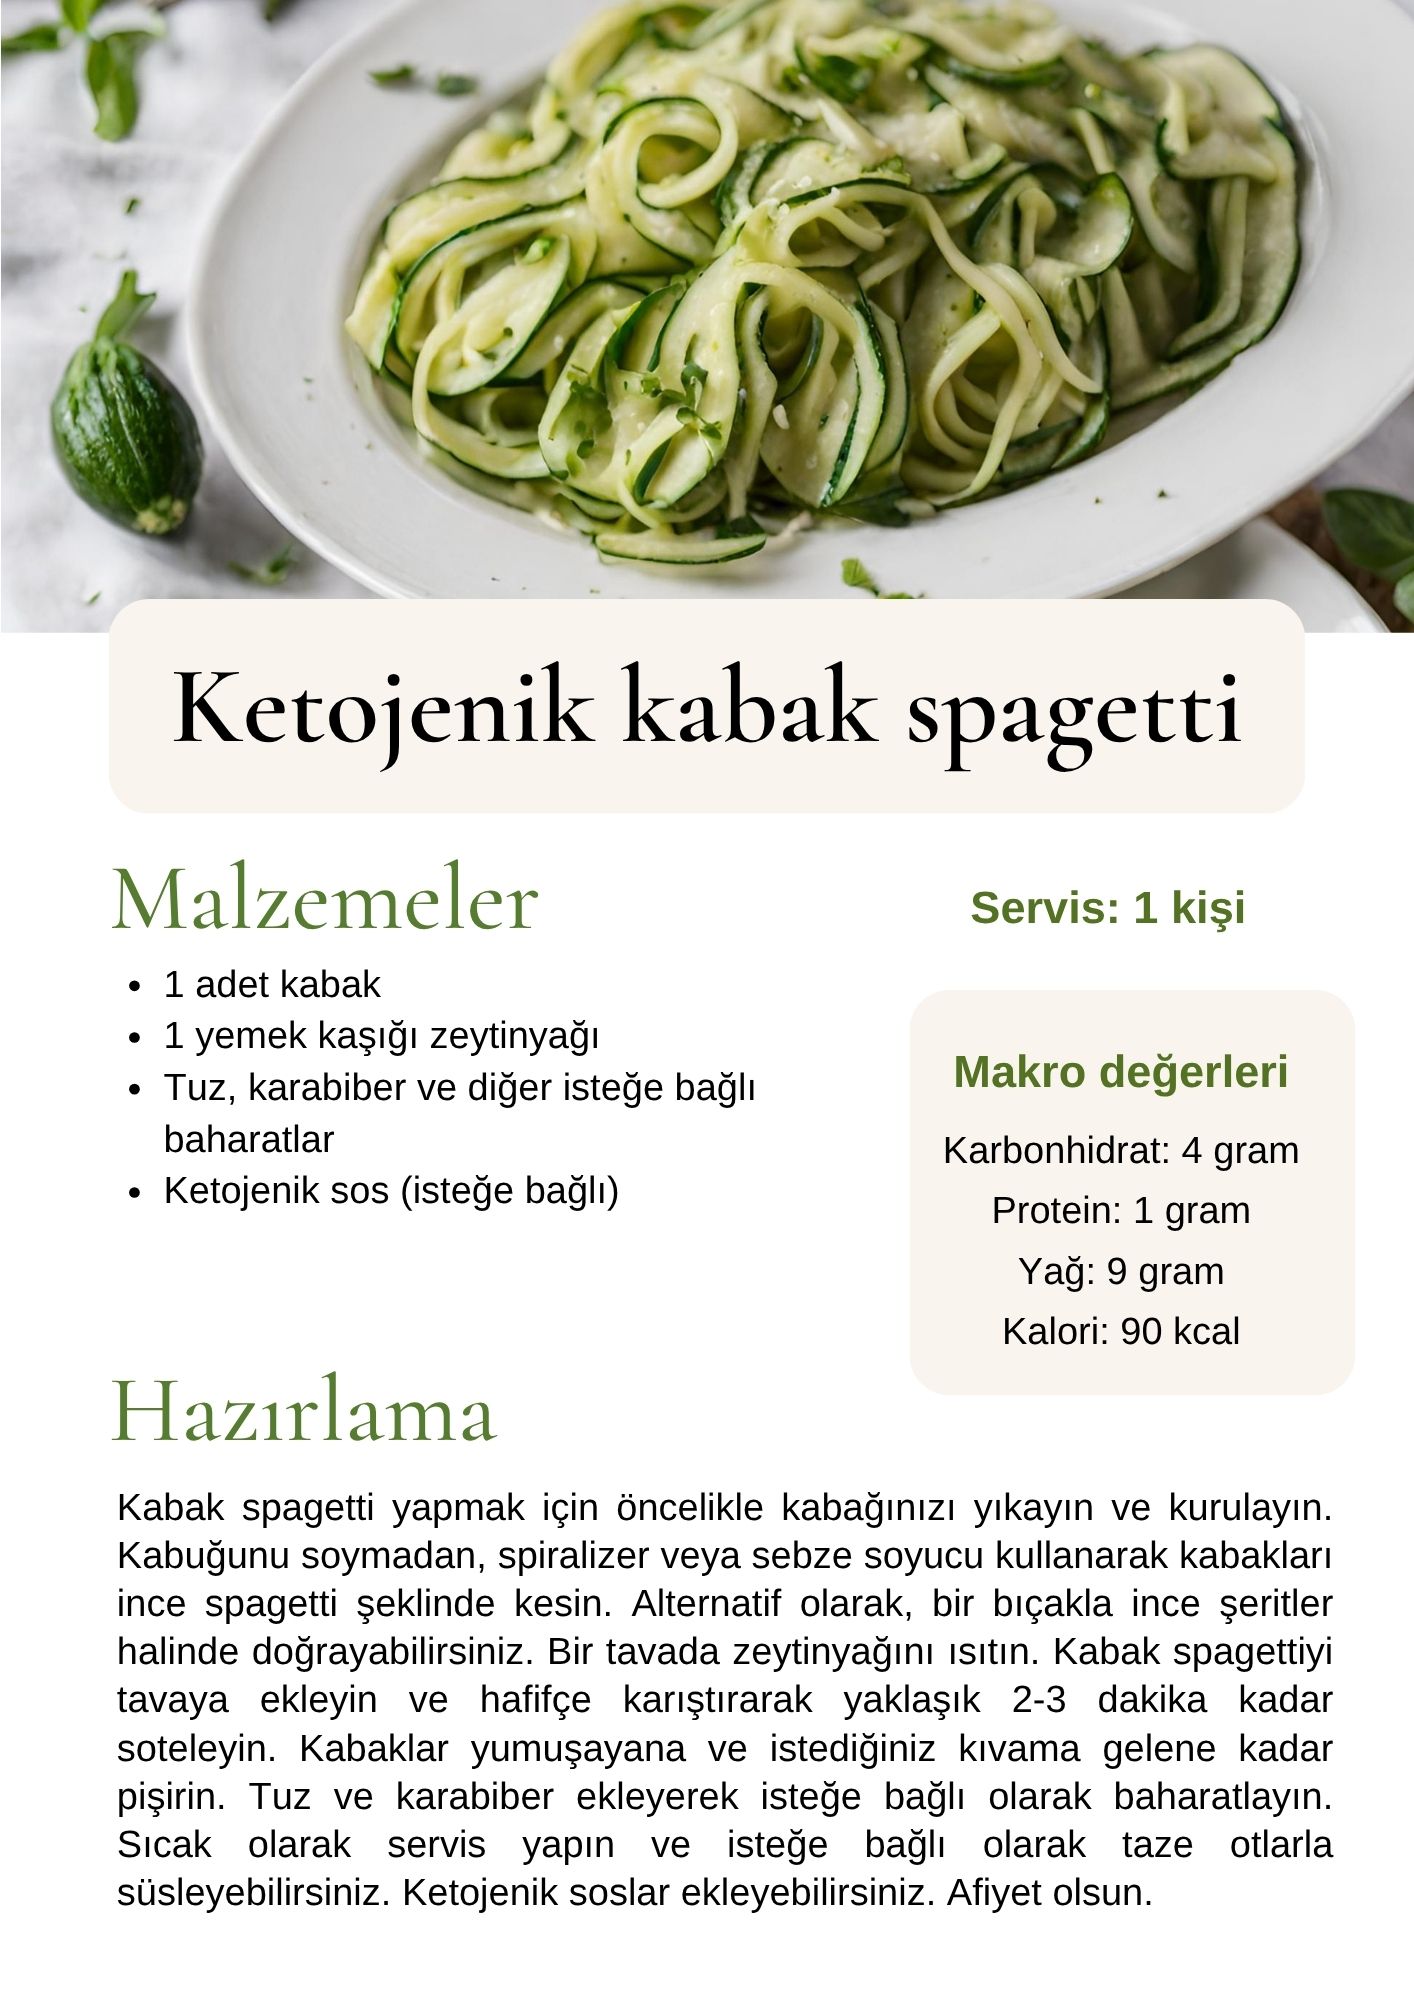 Ketojenik kabak spagetti
Malzemeler
1 adet kabak
1 yemek kaşığı zeytinyağı
Tuz, karabiber ve diğer isteğe bağlı
baharatlar
Ketojenik sos (isteğe bağlı)
Servis: 1 kişi
Makro değerleri
Karbonhidrat: 4 gram
Protein: 1 gram
Yağ: 9 gram
Kalori: 90 kcal
Hazırlama
Kabak spagetti yapmak için öncelikle kabağınızı yıkayın ve kurulayın.
Kabuğunu soymadan, spiralizer veya sebze soyucu kullanarak kabakları
ince spagetti şeklinde kesin. Alternatif olarak, bir bıçakla ince şeritler
halinde doğrayabilirsiniz. Bir tavada zeytinyağını ısıtın. Kabak spagettiyi
tavaya ekleyin ve hafifçe karıştırarak yaklaşık 2-3 dakika kadar
soteleyin. Kabaklar yumuşayana ve istediğiniz kıvama gelene kadar
pişirin. Tuz ve karabiber ekleyerek isteğe bağlı olarak baharatlayın.
Sıcak olarak servis yapın ve isteğe bağlı olarak taze otlarla
süsleyebilirsiniz. Ketojenik soslar ekleyebilirsiniz. Afiyet olsun.